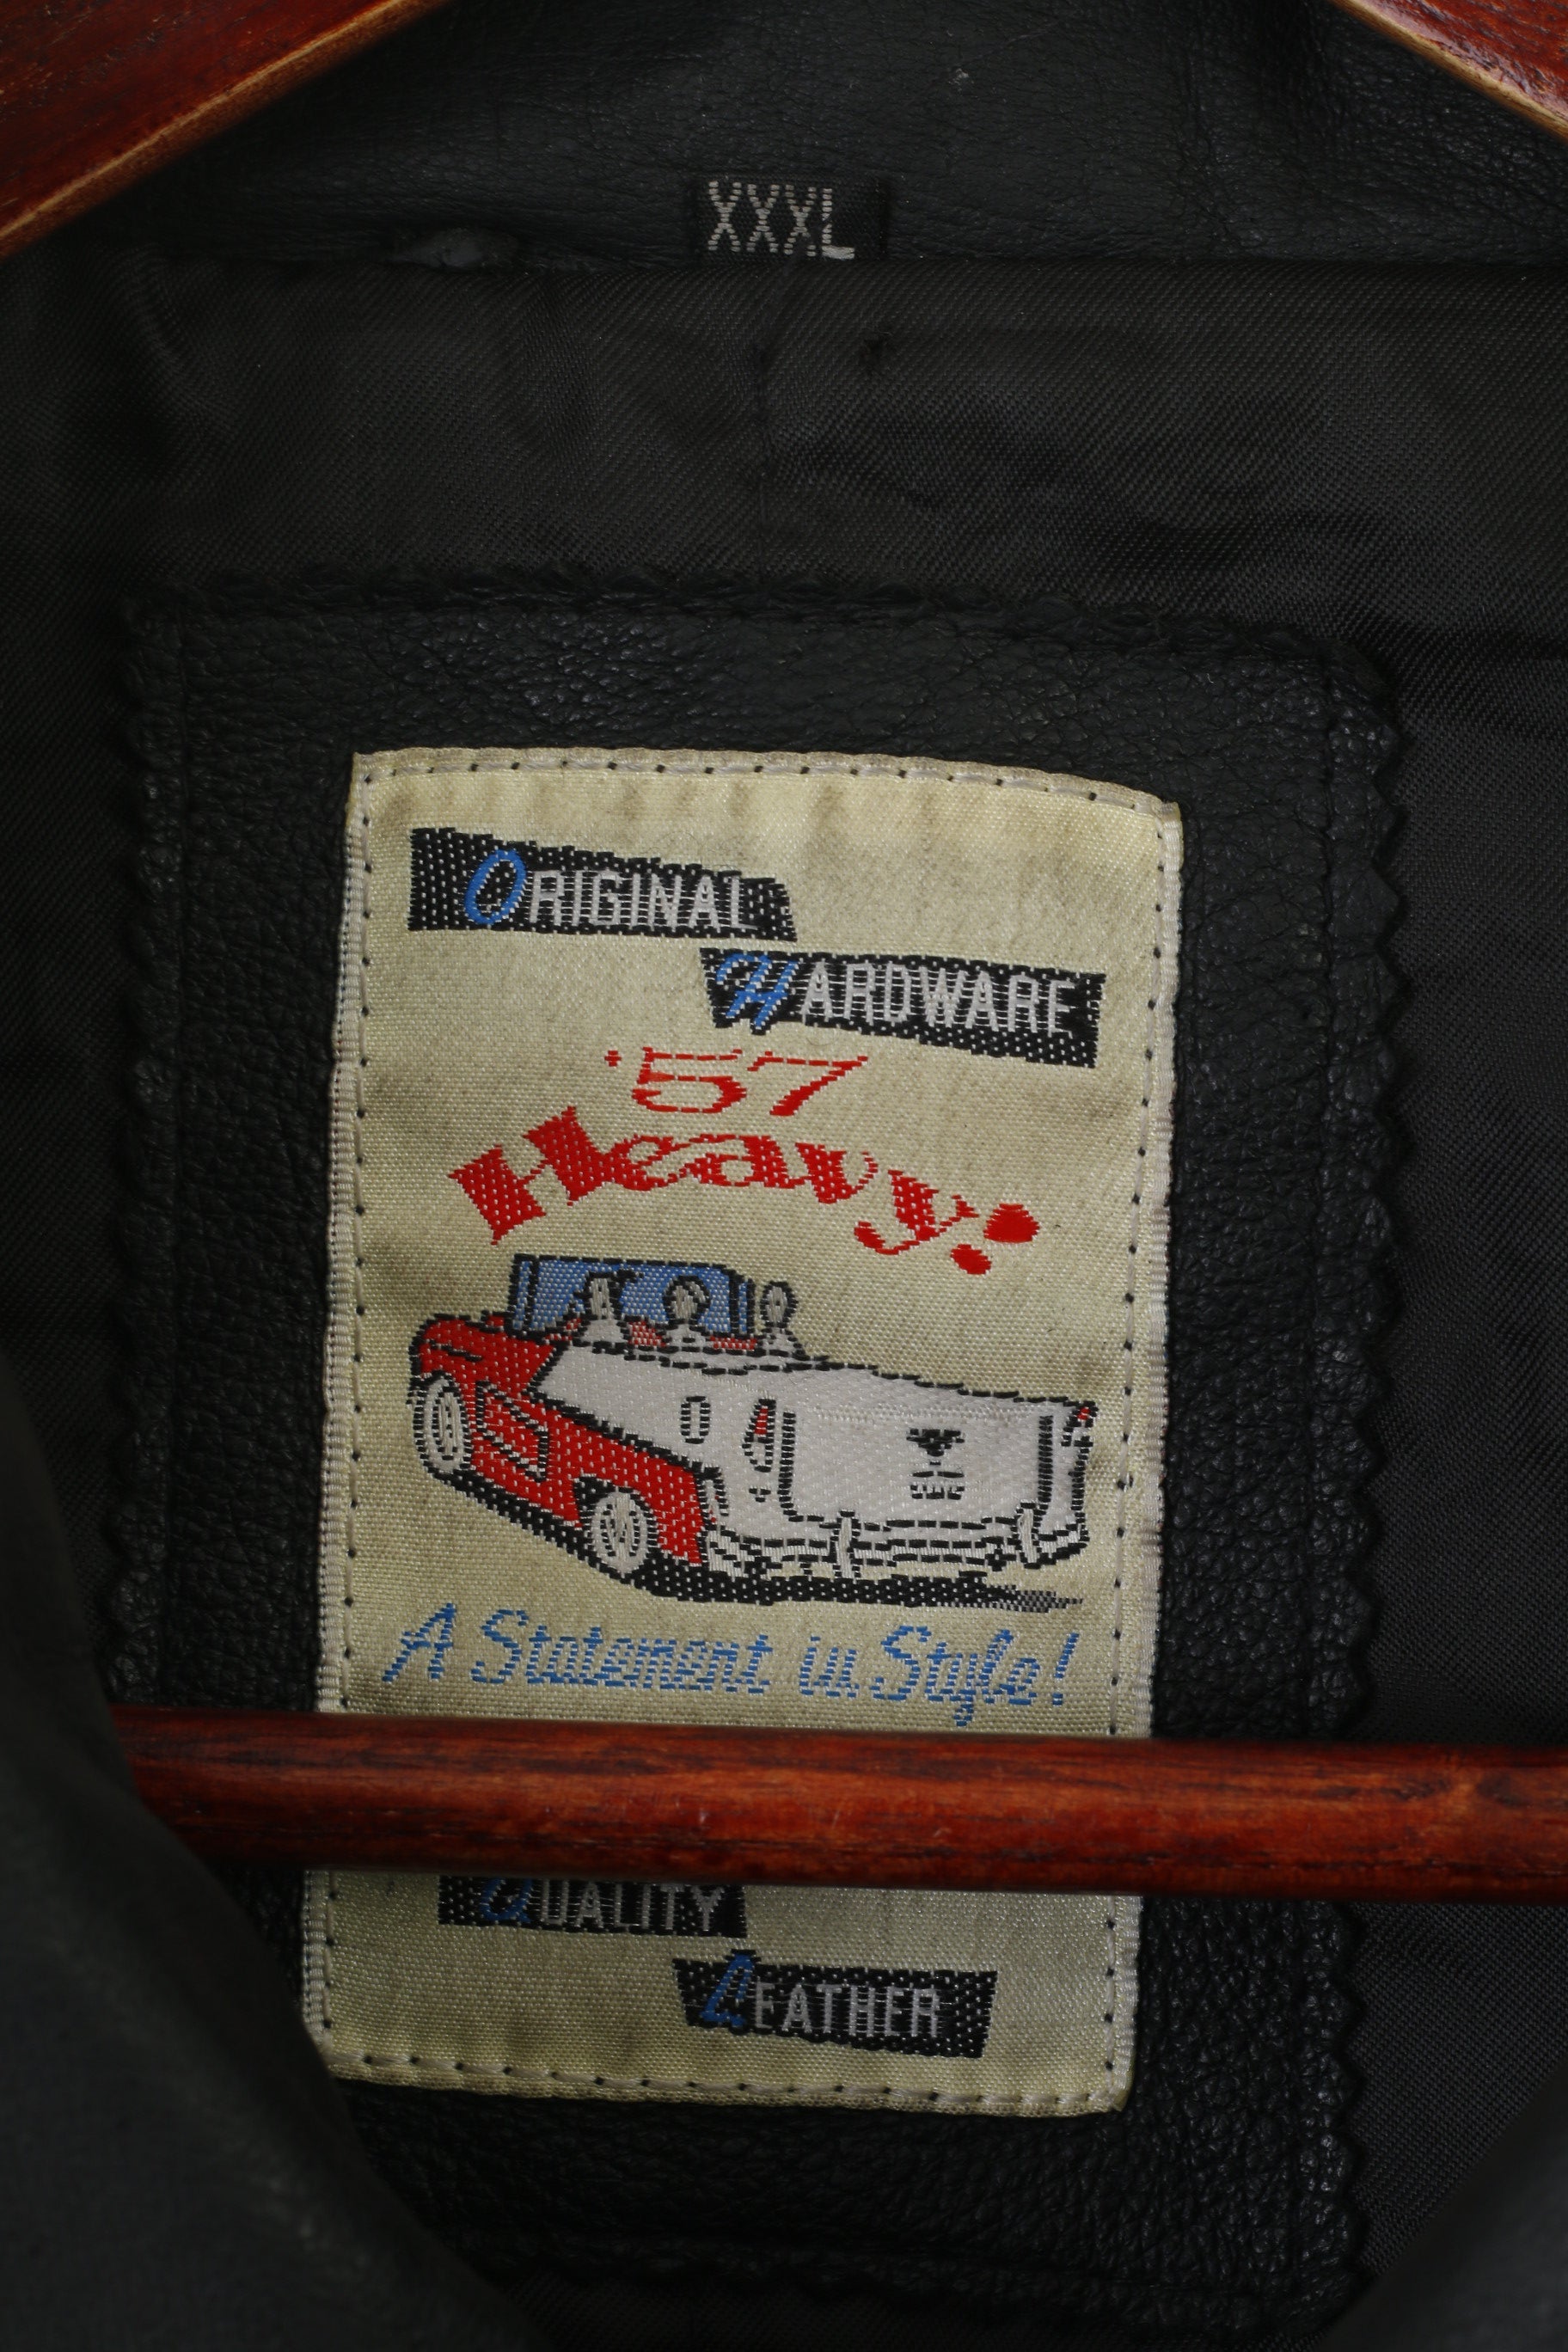 XXXL
ORIGINAL
HARDWARE
'57
Heavy!
A Statement in Style!
QUALITY
LEATHER